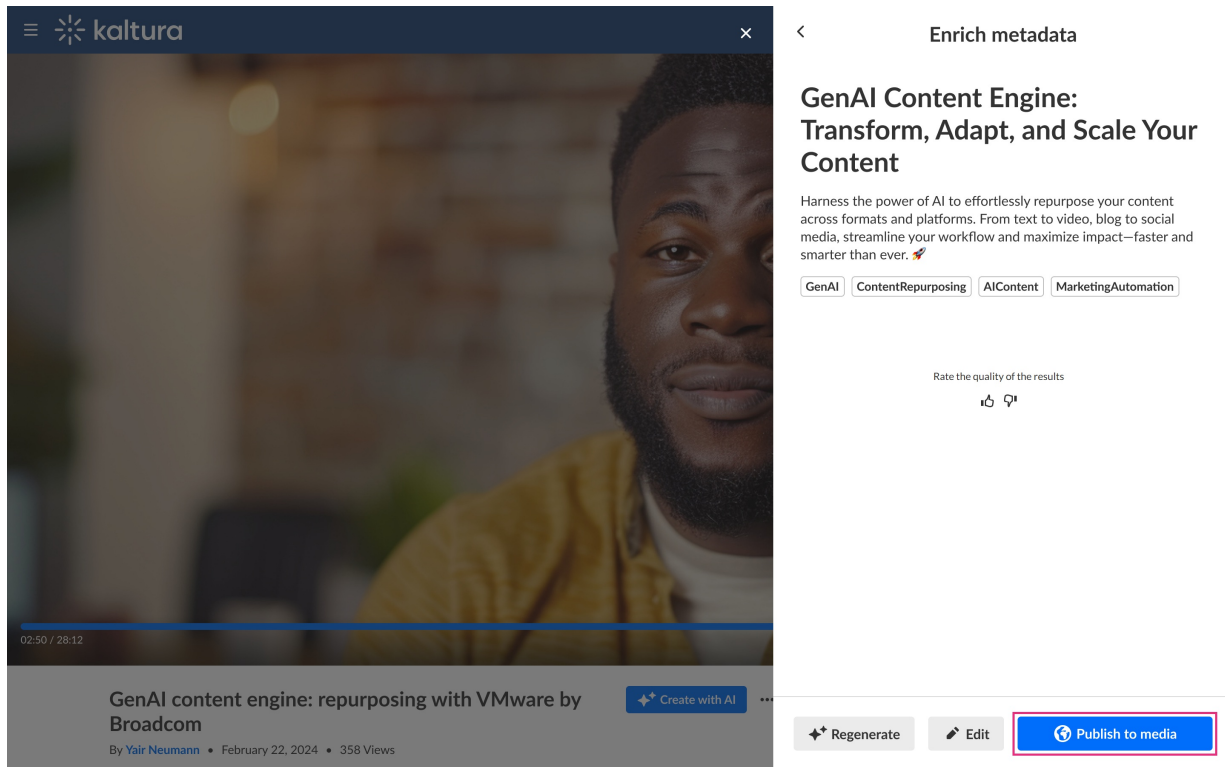 kaltura
02:50 / 28:12
GenAI content engine: repurposing with VMware by
Broadcom
Create with AI
By Yair Neumann • February 22, 2024 • 358 Views
Enrich metadata
GenAI Content Engine:
Transform, Adapt, and Scale Your
Content
Harness the power of AI to effortlessly repurpose your content
across formats and platforms. From text to video, blog to social
media, streamline your workflow and maximize impact—faster and
smarter than ever. 🚀
GenAI ContentRepurposing AIContent MarketingAutomation
Rate the quality of the results
Regenerate Edit Publish to media